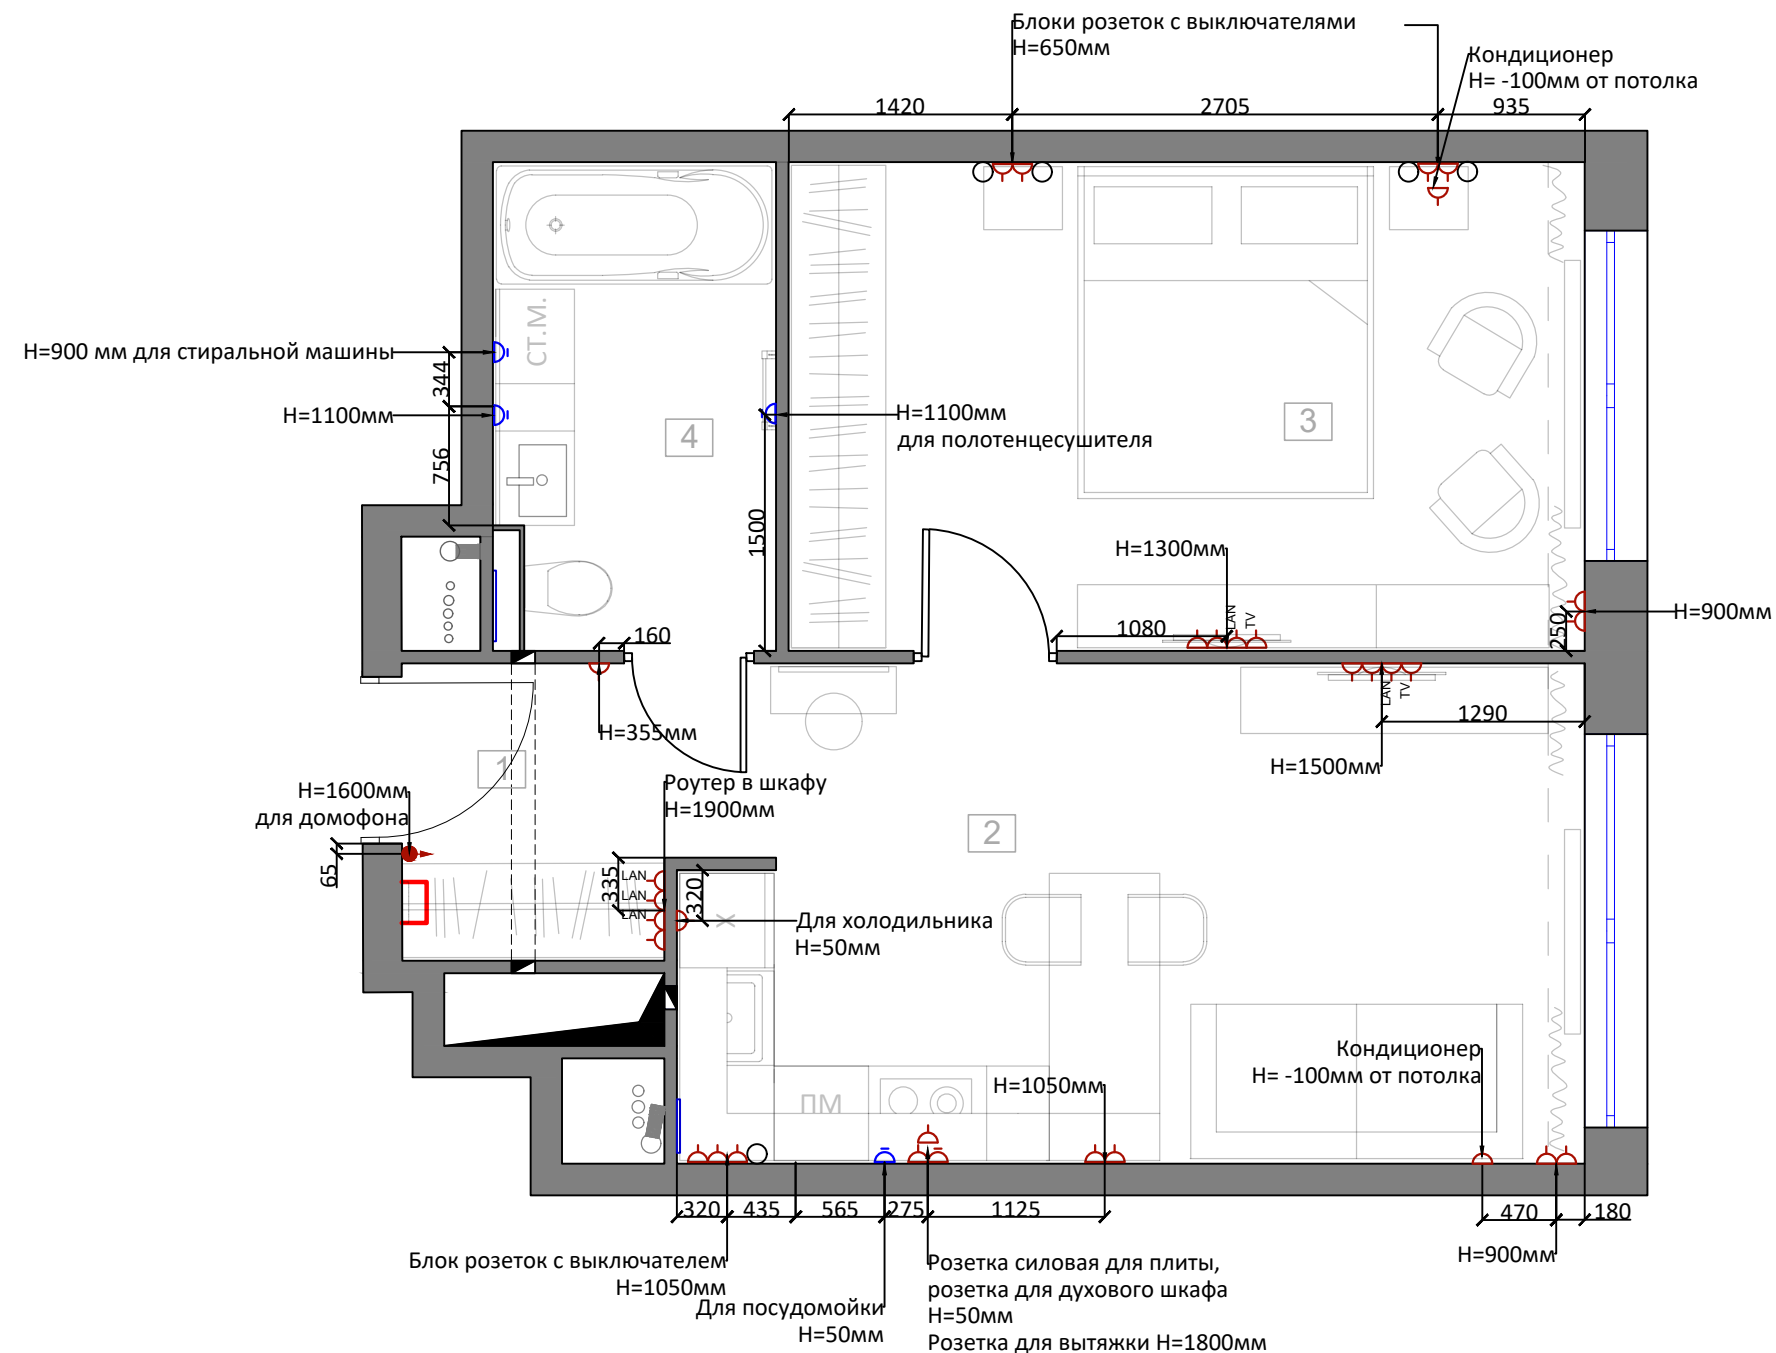 Блоки розеток с выключателями
Н=650мм
Кондиционер
Н= -100мм от потолка
1420
2705
935
СТ.М.
Н=900 мм для стиральной машины
344
Н=1100мм
756
4
Н=1100мм
для полотенцесушителя
3
1500
Н=1300мм
LAN
TV
1080
250
Н=900мм
160
Н=355мм
LAN
TV
1290
Н=1500мм
1
Н=1600мм
для домофона
65
Роутер в шкафу
Н=1900мм
2
335
LAN
LAN
LAN
320
Х
Для холодильника
Н=50мм
Кондиционер
Н= -100мм от потолка
Н=1050мм
ПМ
320
435
565
275
1125
470
180
Н=900мм
Блок розеток с выключателем
Н=1050мм
Для посудомойки
Н=50мм
Розетка силовая для плиты,
розетка для духового шкафа
Н=50мм
Розетка для вытяжки Н=1800мм